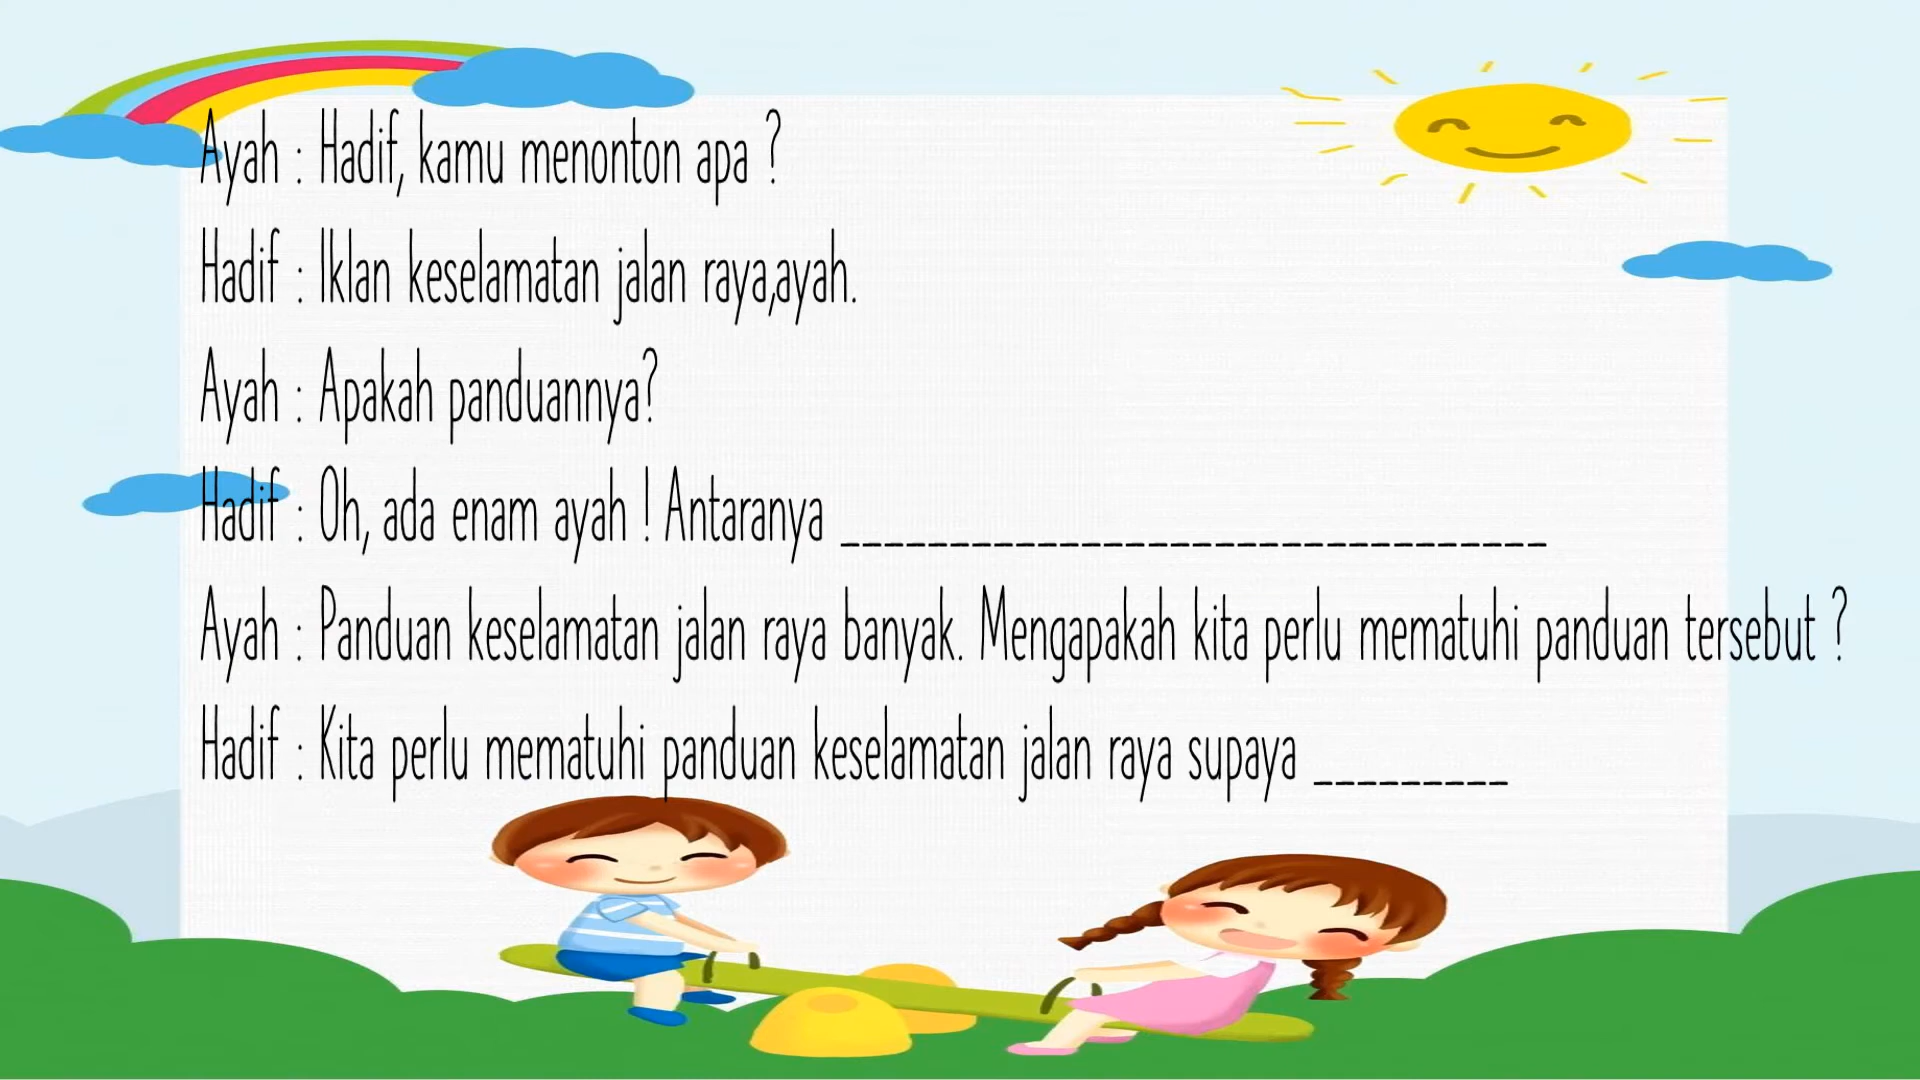 Ayah : Hadif, kamu menonton apa ?
Hadif : Iklan keselamatan jalan raya,ayah.
Ayah : Apakah panduannya?
Hadif : Oh, ada enam ayah ! Antaranya _________________________________
Ayah : Panduan keselamatan jalan raya banyak. Mengapakah kita perlu mematuhi panduan tersebut ?
Hadif : Kita perlu mematuhi panduan keselamatan jalan raya supaya _________